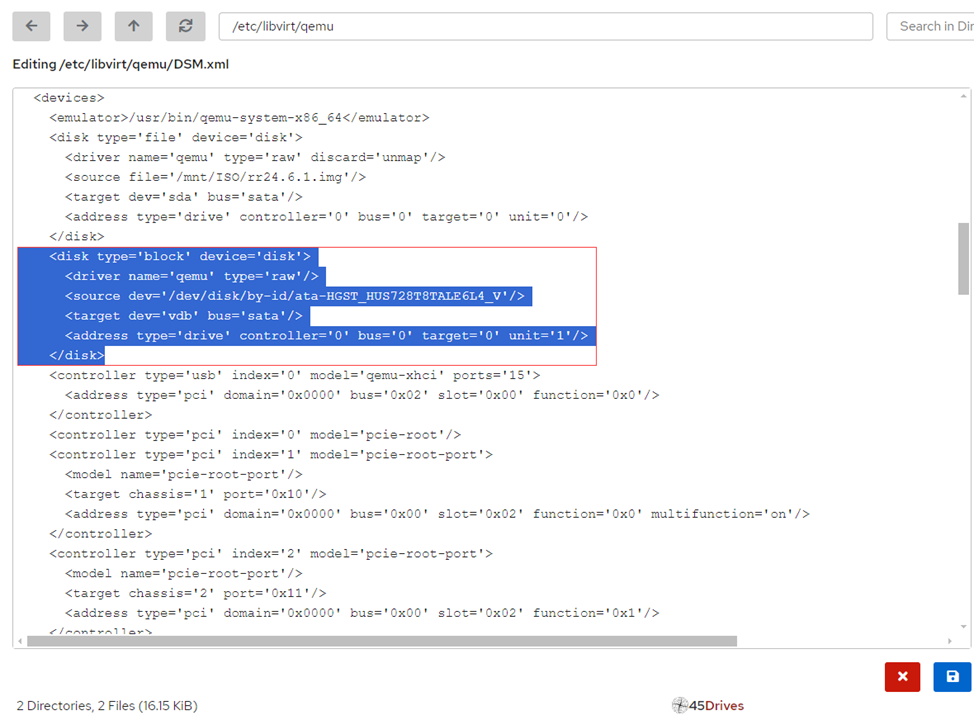 /etc/libvirt/qemu
Search in Dir
Editing /etc/libvirt/qemu/DSM.xml
<devices>
<emulator>/usr/bin/qemu-system-x86_64</emulator>
<disk type='file' device='disk'>
<driver name='qemu' type='raw' discard='unmap'/>
<source file='/mnt/ISO/rr24.6.1.img'/>
<target dev='sda' bus='sata'/>
<address type='drive' controller='0' bus='0' target='0' unit='0'/>
</disk>
<disk type='block' device='disk'>
<driver name='qemu' type='raw'/>
<source dev='/dev/disk/by-id/ata-HGST_HUS728T8TALE6L4_V'/>
<target dev='vdb' bus='sata'/>
<address type='drive' controller='0' bus='0' target='0' unit='1'/>
</disk>
<controller type='usb' index='0' model='qemu-xhci' ports='15'>
<address type='pci' domain='0x0000' bus='0x02' slot='0x00' function='0x0'/>
</controller>
<controller type='pci' index='0' model='pcie-root'/>
<controller type='pci' index='1' model='pcie-root-port'>
<model name='pcie-root-port'/>
<target chassis='1' port='0x10'/>
<address type='pci' domain='0x0000' bus='0x00' slot='0x02' function='0x0' multifunction='on'/>
</controller>
<controller type='pci' index='2' model='pcie-root-port'>
<model name='pcie-root-port'/>
<target chassis='2' port='0x11'/>
<address type='pci' domain='0x0000' bus='0x00' slot='0x02' function='0x1'/>
</controller>
2 Directories, 2 Files (16.15 KiB)
45Drives